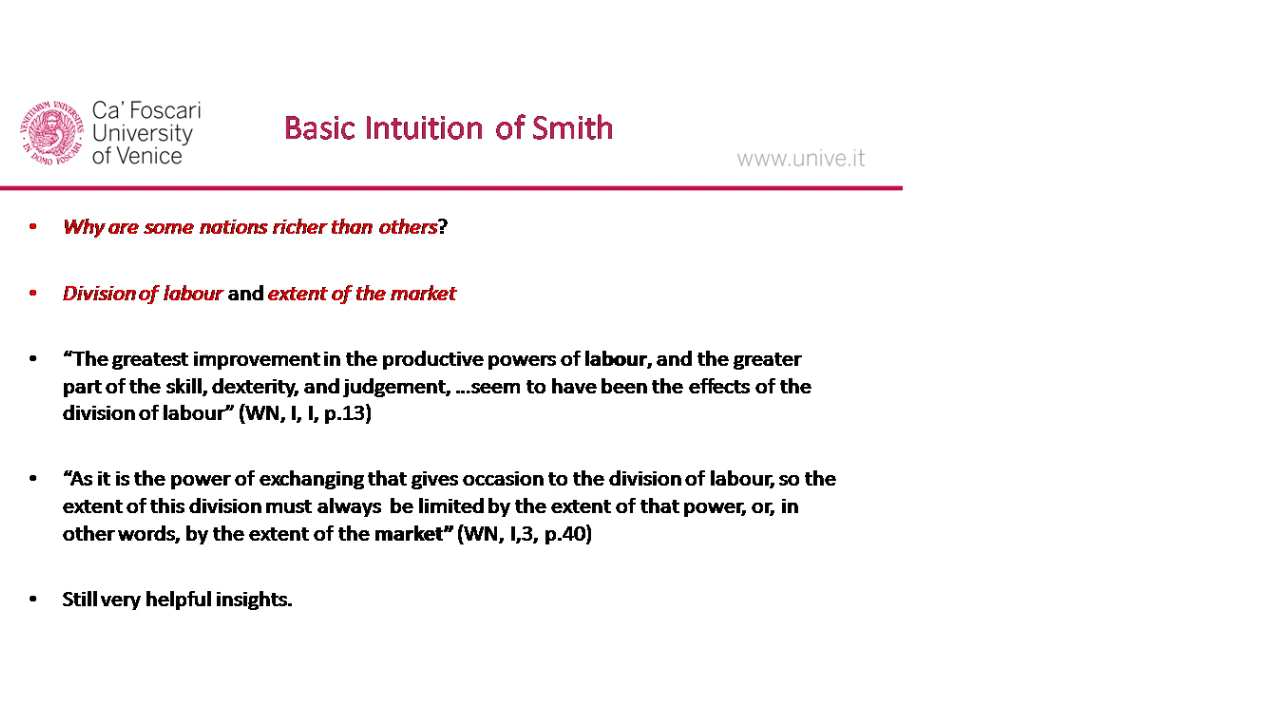 Ca' Foscari
University
of Venice
VENETIARUM UNIVERSITAS
IN DOMO FOSCARI
Basic Intuition of Smith
www.unive.it
• Why are some nations richer than others?
• Division of labour and extent of the market
• “The greatest improvement in the productive powers of labour, and the greater
part of the skill, dexterity, and judgement, ...seem to have been the effects of the
division of labour” (WN, I, I, p.13)
• “As it is the power of exchanging that gives occasion to the division of labour, so the
extent of this division must always be limited by the extent of that power, or, in
other words, by the extent of the market” (WN, I,3, p.40)
• Still very helpful insights.